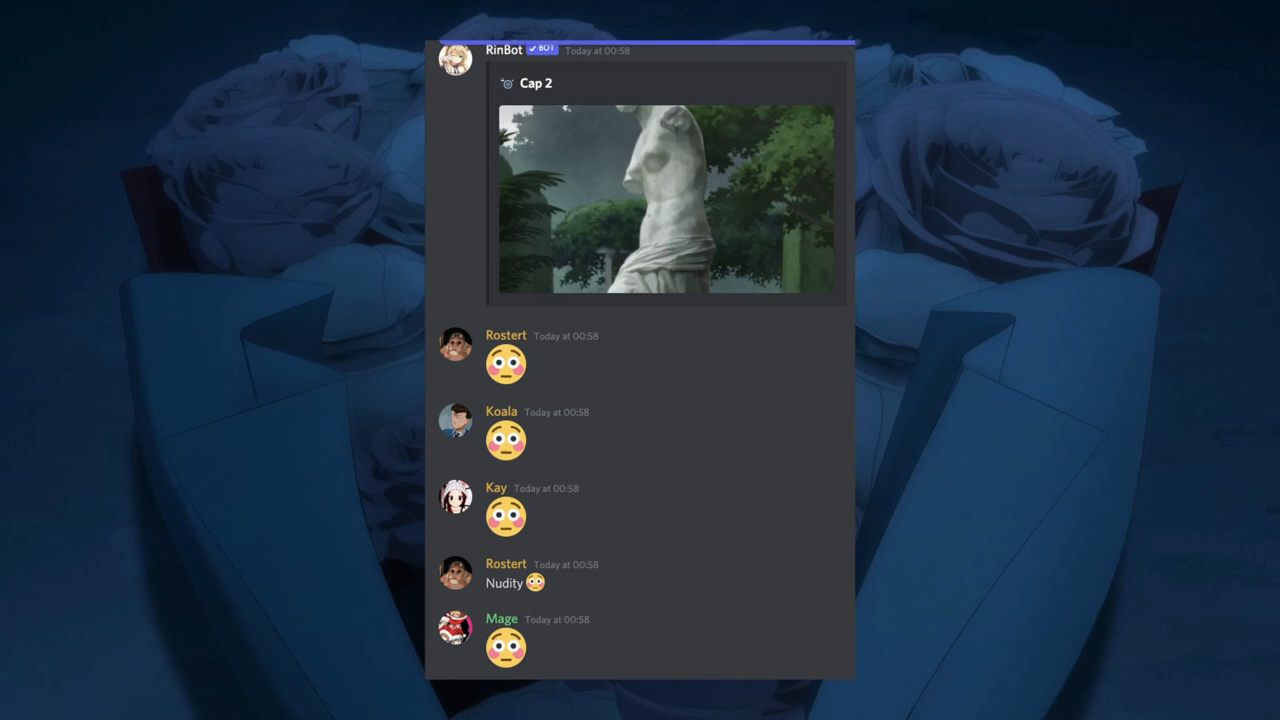 RinBot ✓ BOT Today at 00:58
Cap 2
Rostert Today at 00:58
😳
Koala Today at 00:58
😳
Kay Today at 00:58
😳
Rostert Today at 00:58
Nudity 😳
Mage Today at 00:58
😳